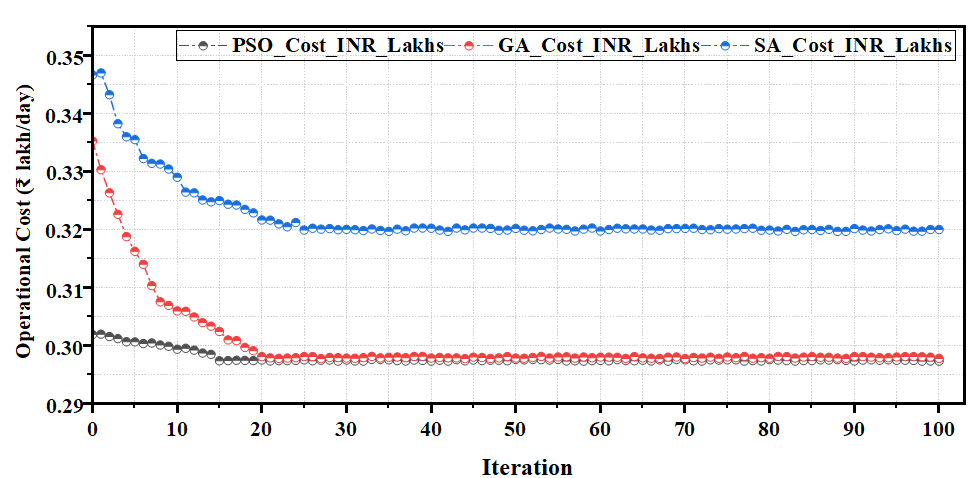 PSO_Cost_INR_Lakhs GA_Cost_INR_Lakhs SA_Cost_INR_Lakhs
Operational Cost (₹ lakh/day)
0.35
0.34
0.33
0.32
0.31
0.30
0.29
0 10 20 30 40 50 60 70 80 90 100
Iteration